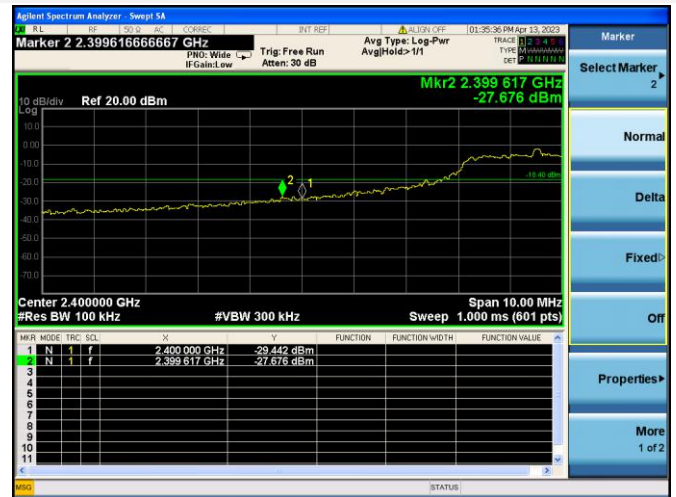 Agilent Spectrum Analyzer - Swept SA
RL RF 50 Ω AC CORREC INT REF ALIGN OFF 01:35:36 PM Apr 13, 2023
Marker 2 2.399616666667 GHz
PNO: Wide
IFGain:Low
Trig: Free Run
Atten: 30 dB
Avg Type: Log-Pwr
Avg|Hold>1/1
TRACE 1 2 3 4 5 6
TYPE
DET P N N N N N
Mkr2 2.399 617 GHz
-27.676 dBm
10 dB/div Ref 20.00 dBm
Log
10.0
0.00
-10.0
-18.40 dBm
2
1
-20.0
-30.0
-40.0
-50.0
-60.0
-70.0
Center 2.400000 GHz Span 10.00 MHz
#Res BW 100 kHz #VBW 300 kHz Sweep 1.000 ms (601 pts)
MKR MODE TRC SCL X Y FUNCTION FUNCTION WIDTH FUNCTION VALUE
1 N 1 f 2.400 000 GHz -29.442 dBm
2 N 1 f 2.399 617 GHz -27.676 dBm
3
4
5
6
7
8
9
10
11
MSG STATUS
Marker
Select Marker
2
Normal
Delta
Fixed
Off
Properties
More
1 of 2